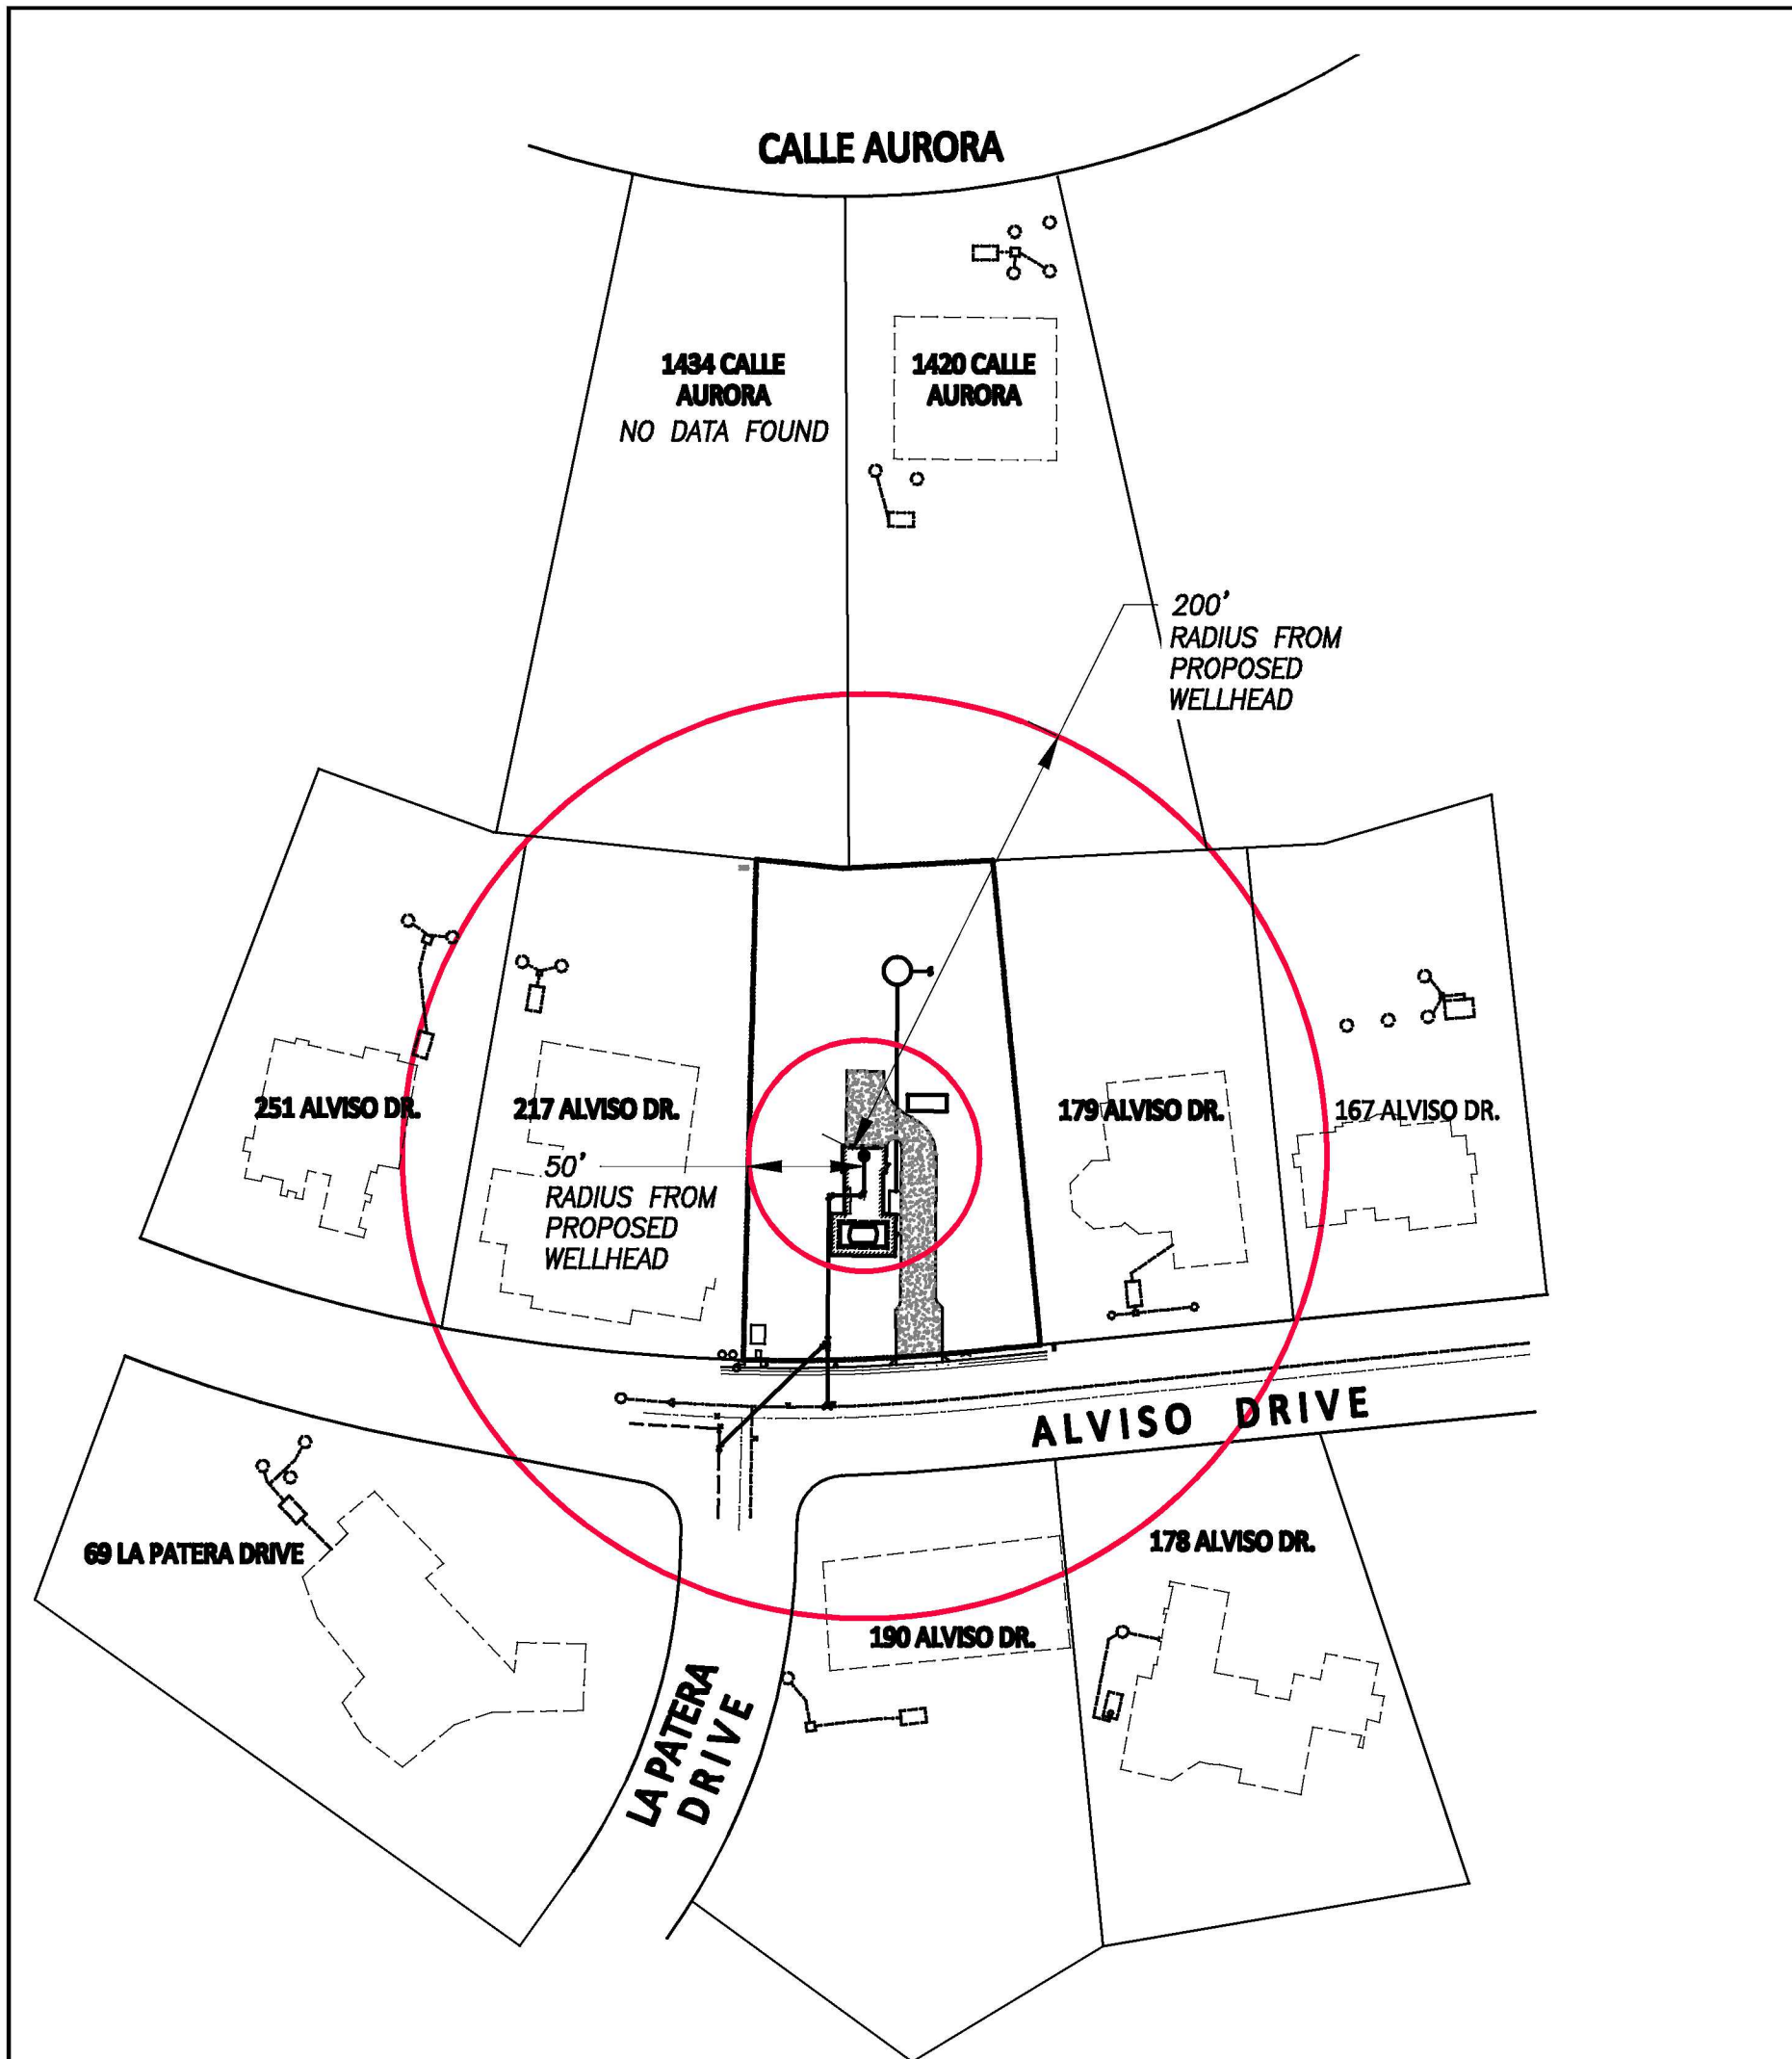 CALLE AURORA
1434 CALLE
AURORA
NO DATA FOUND
1420 CALLE
AURORA
200'
RADIUS FROM
PROPOSED
WELLHEAD
251 ALVISO DR.
217 ALVISO DR.
179 ALVISO DR.
167 ALVISO DR.
50'
RADIUS FROM
PROPOSED
WELLHEAD
ALVISO DRIVE
69 LA PATERA DRIVE
178 ALVISO DR.
190 ALVISO DR.
LA PATERA
DRIVE